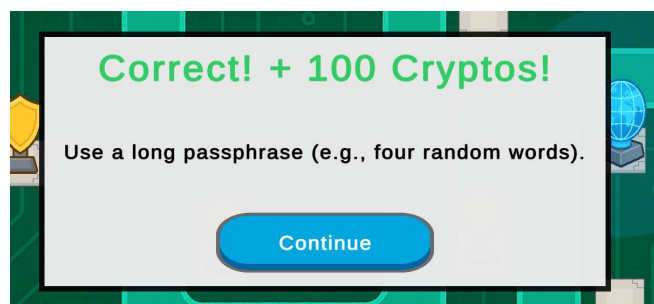 Correct! + 100 Cryptos!
Use a long passphrase (e.g., four random words).
Continue